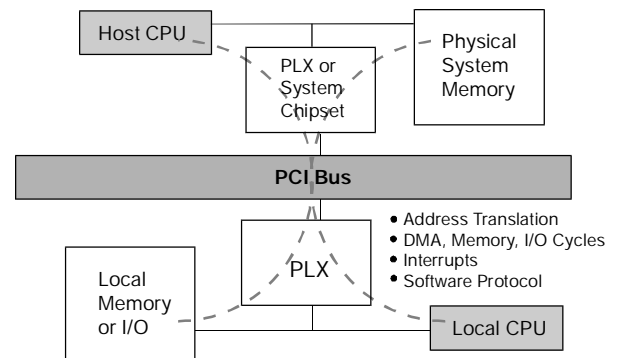 Host CPU
PLX or
System
Chipset
Physical
System
Memory
PCI Bus
PLX
• Address Translation
• DMA, Memory, I/O Cycles
• Interrupts
• Software Protocol
Local
Memory
or I/O
Local CPU